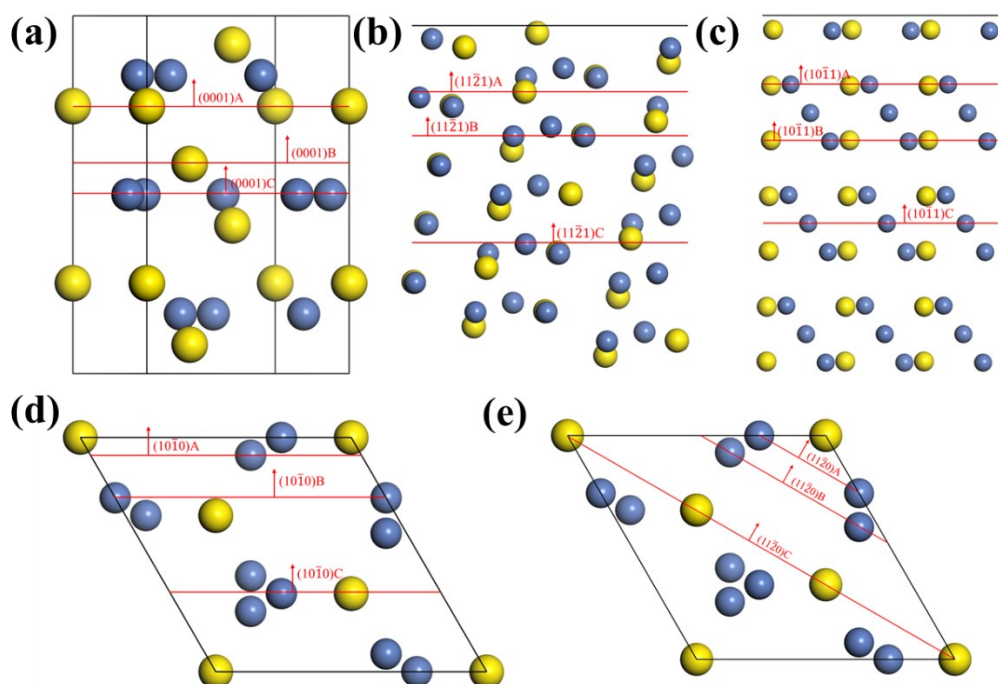 (a)
(0001)A
(0001)B
(0001)C
(b)
(112̄1)A
(112̄1)B
(112̄1)C
(c)
(101̄1)A
(101̄1)B
(101̄1)C
(d)
(101̄0)A
(101̄0)B
(101̄0)C
(e)
(112̄0)A
(112̄0)B
(112̄0)C